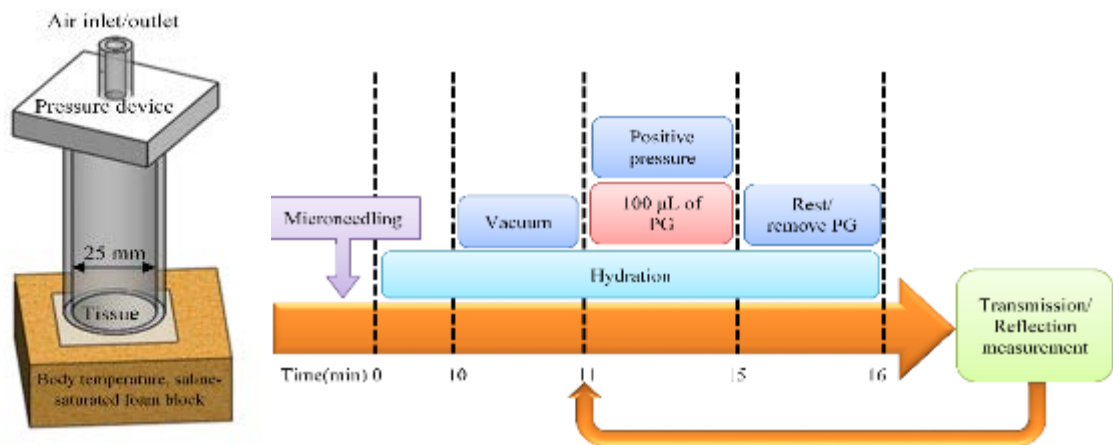 Air inlet/outlet
Pressure device
25 mm
Tissue
Body temperature, saline-
saturated foam block
Microneedling
Vacuum
Positive
pressure
100 µL of
PG
Rest/
remove PG
Hydration
Transmission/
Reflection
measurement
Time(min) 0 10 11 15 16